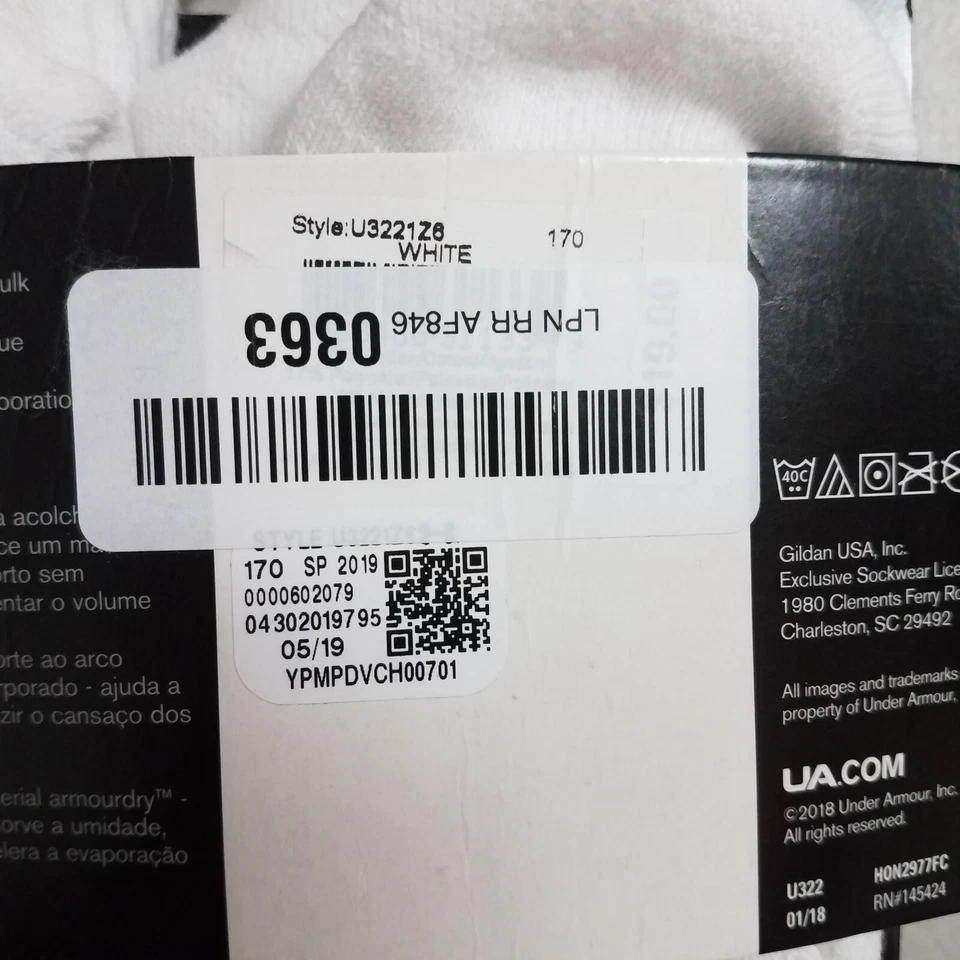 Style:U3221Z6
WHITE
170
LPN RR AF846 0363
170 SP 2019
0000602079
04302019795
05/19
YPMPDVCH00701
ulk
ue
poratio
a acolch
ce um ma
orto sem
entar o volume
orte ao arco
rporado - ajuda a
zir o cansaço dos
erial armourdry™ -
sorve a umidade,
elera a evaporação
40C
Gildan USA, Inc.
Exclusive Sockwear Lice
1980 Clements Ferry Ro
Charleston, SC 29492
All images and trademarks
property of Under Armour,
UA.COM
©2018 Under Armour, Inc.
All rights reserved.
U322 HON2977FC
01/18 RN#145424